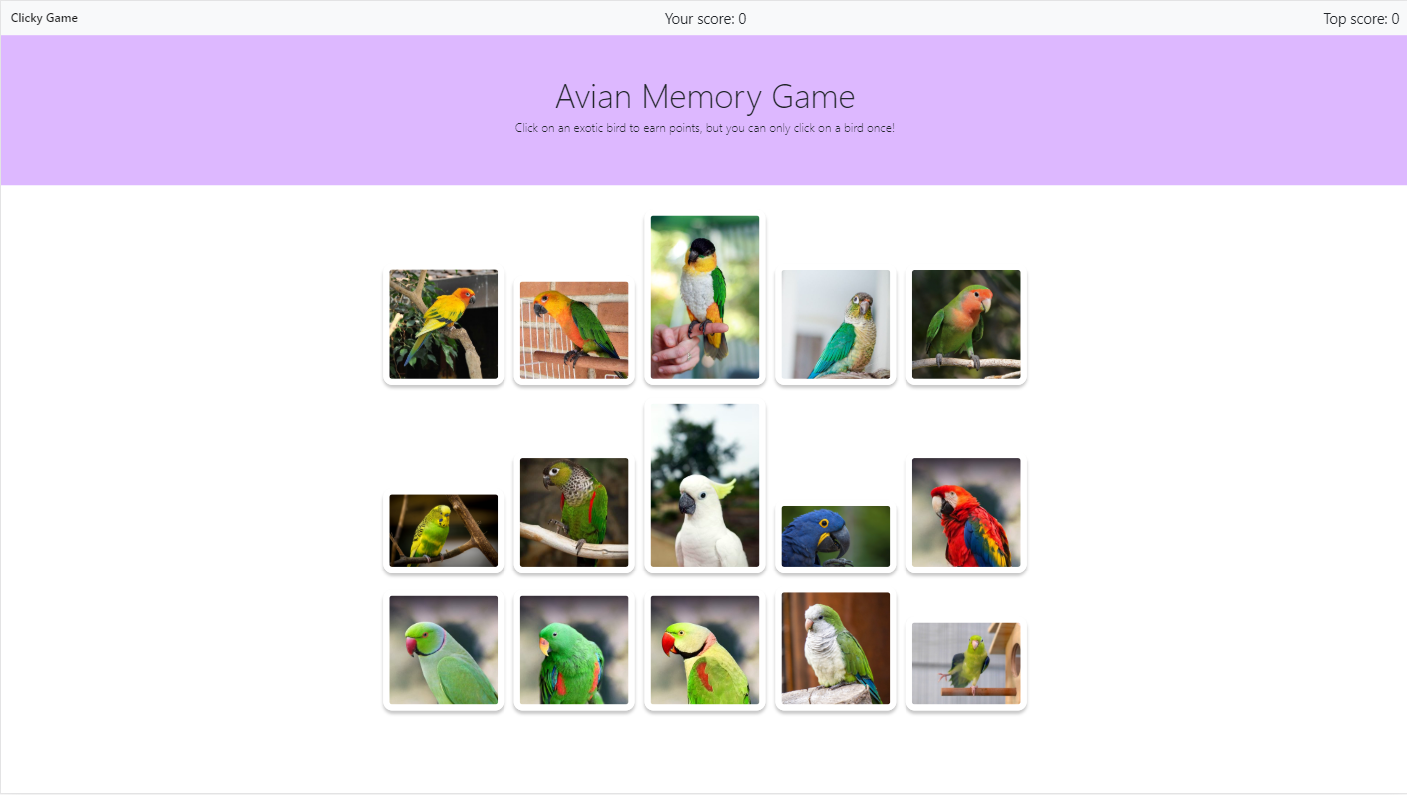 Clicky Game
Your score: 0
Top score: 0
Avian Memory Game
Click on an exotic bird to earn points, but you can only click on a bird once!